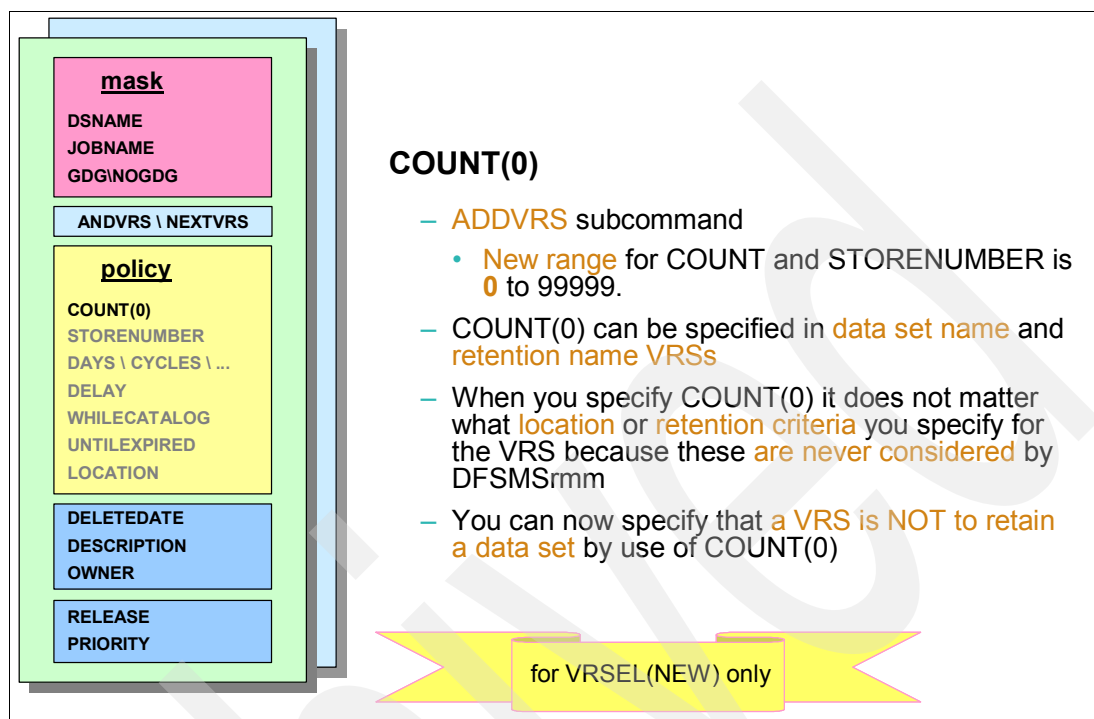 mask
DSNAME
JOBNAME
GDG\NOGDG
ANDVRS \ NEXTVRS
policy
COUNT(0)
STORENUMBER
DAYS \ CYCLES \ ...
DELAY
WHILECATALOG
UNTILEXPIRED
LOCATION
DELETEDATE
DESCRIPTION
OWNER
RELEASE
PRIORITY
COUNT(0)
– ADDVRS subcommand
• New range for COUNT and STORENUMBER is
0 to 99999.
– COUNT(0) can be specified in data set name and
retention name VRSs
– When you specify COUNT(0) it does not matter
what location or retention criteria you specify for
the VRS because these are never considered by
DFSMSrmm
– You can now specify that a VRS is NOT to retain
a data set by use of COUNT(0)
for VRSEL(NEW) only